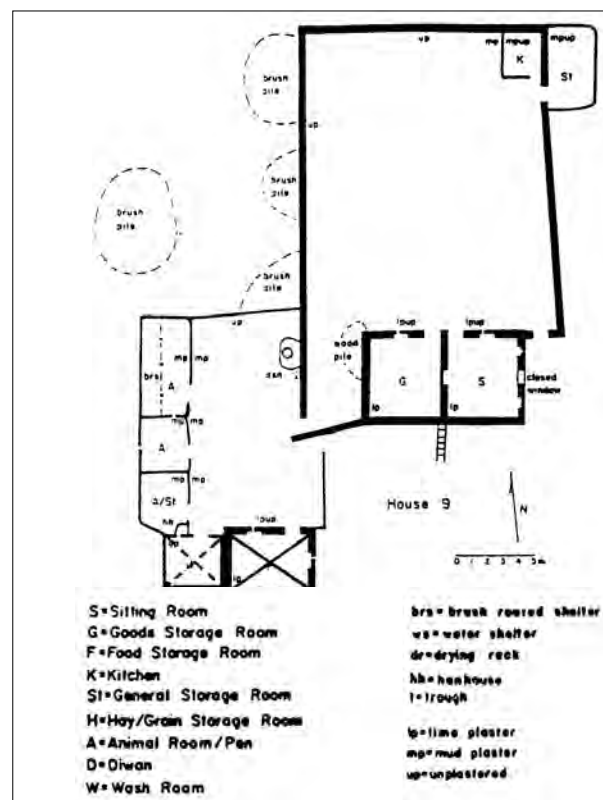 up
mp
mpup
mpup
K
St
brush
pile
up
brush
pile
brush
pile
brush
pile
up
lpup
lpup
wood
pile
closed
window
mp
mp
brs
A
G
S
lp
lp
mp
mp
A
mp
mp
A/St
House 9
N
hh
lpup
lp
0 1 2 3 4 5 m
S=Sitting Room
G=Goods Storage Room
F=Food Storage Room
K=Kitchen
St=General Storage Room
H=Hay/Grain Storage Room
A=Animal Room/Pen
D=Diwan
W=Wash Room
brs=brush roofed shelter
ws=water shelter
dr=drying rack
hh=henhouse
t=trough
lp=lime plaster
mp=mud plaster
up=unplastered